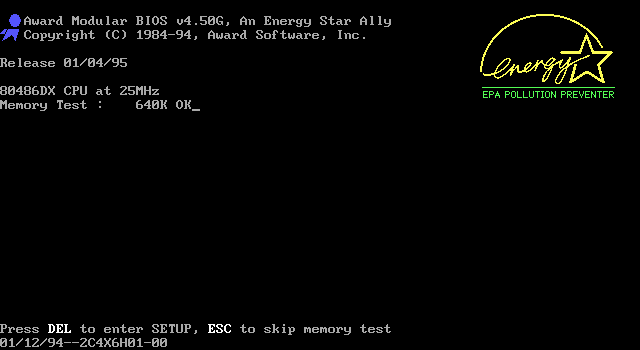 Award Modular BIOS v4.50G, An Energy Star Ally
Copyright (C) 1984-94, Award Software, Inc.
Release 01/04/95
80486DX CPU at 25MHz
Memory Test :    640K OK_
energy
EPA POLLUTION PREVENTER
Press DEL to enter SETUP, ESC to skip memory test
01/12/94--2C4X6H01-00